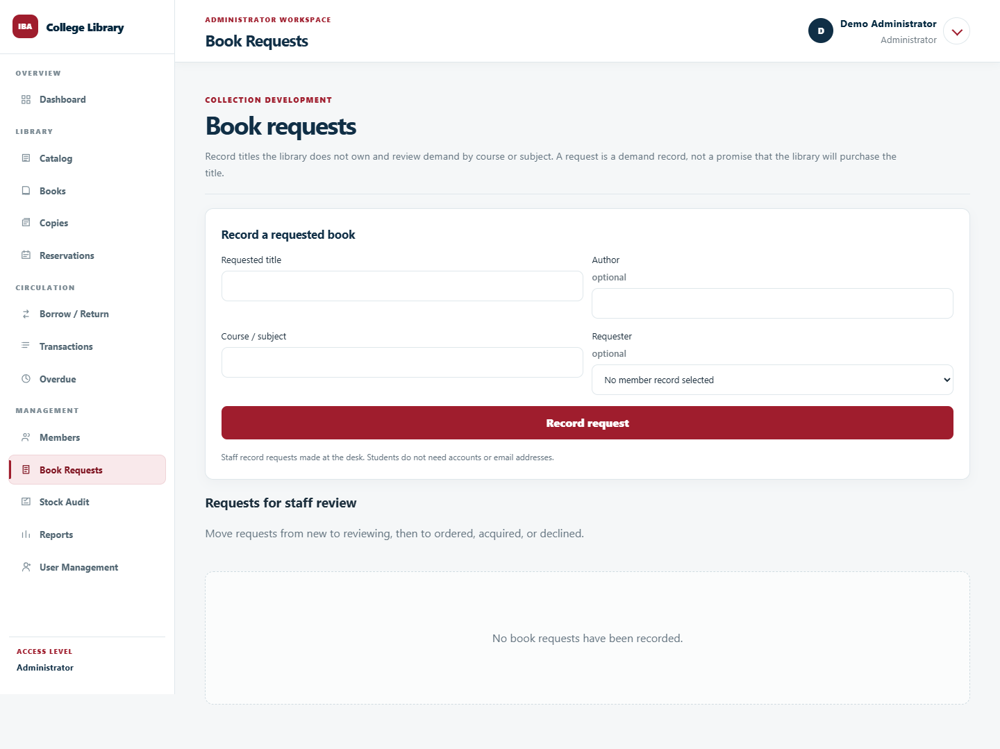 IBA
College Library
OVERVIEW
Dashboard
LIBRARY
Catalog
Books
Copies
Reservations
CIRCULATION
Borrow / Return
Transactions
Overdue
MANAGEMENT
Members
Book Requests
Stock Audit
Reports
User Management
ACCESS LEVEL
Administrator
ADMINISTRATOR WORKSPACE
Book Requests
D
Demo Administrator
Administrator
COLLECTION DEVELOPMENT
Book requests
Record titles the library does not own and review demand by course or subject. A request is a demand record, not a promise that the library will purchase the
title.
Record a requested book
Requested title
Author
optional
Course / subject
Requester
optional
No member record selected
Record request
Staff record requests made at the desk. Students do not need accounts or email addresses.
Requests for staff review
Move requests from new to reviewing, then to ordered, acquired, or declined.
No book requests have been recorded.